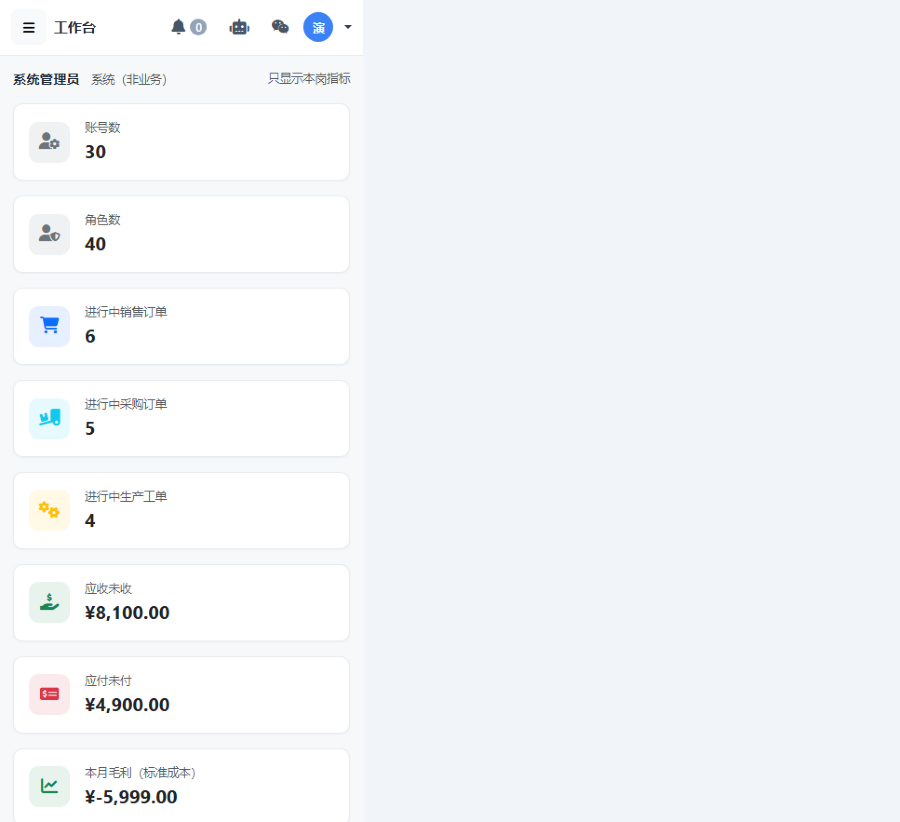 工作台
0
演
系统管理员 系统（非业务） 只显示本岗指标
账号数
30
角色数
40
进行中销售订单
6
进行中采购订单
5
进行中生产工单
4
应收未收
¥8,100.00
应付未付
¥4,900.00
本月毛利（标准成本）
¥-5,999.00